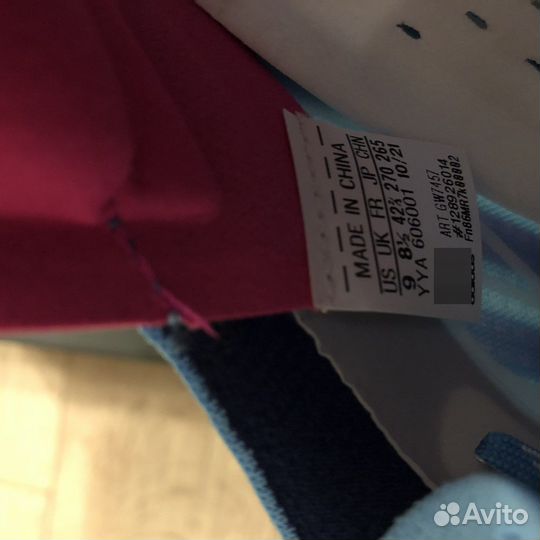 MADE IN CHINA
US UK FR JP CHN
9 8½ 42⅔ 270 265
YYA 606001 10/21
ART GW7457
#128926014
adidas
Avito